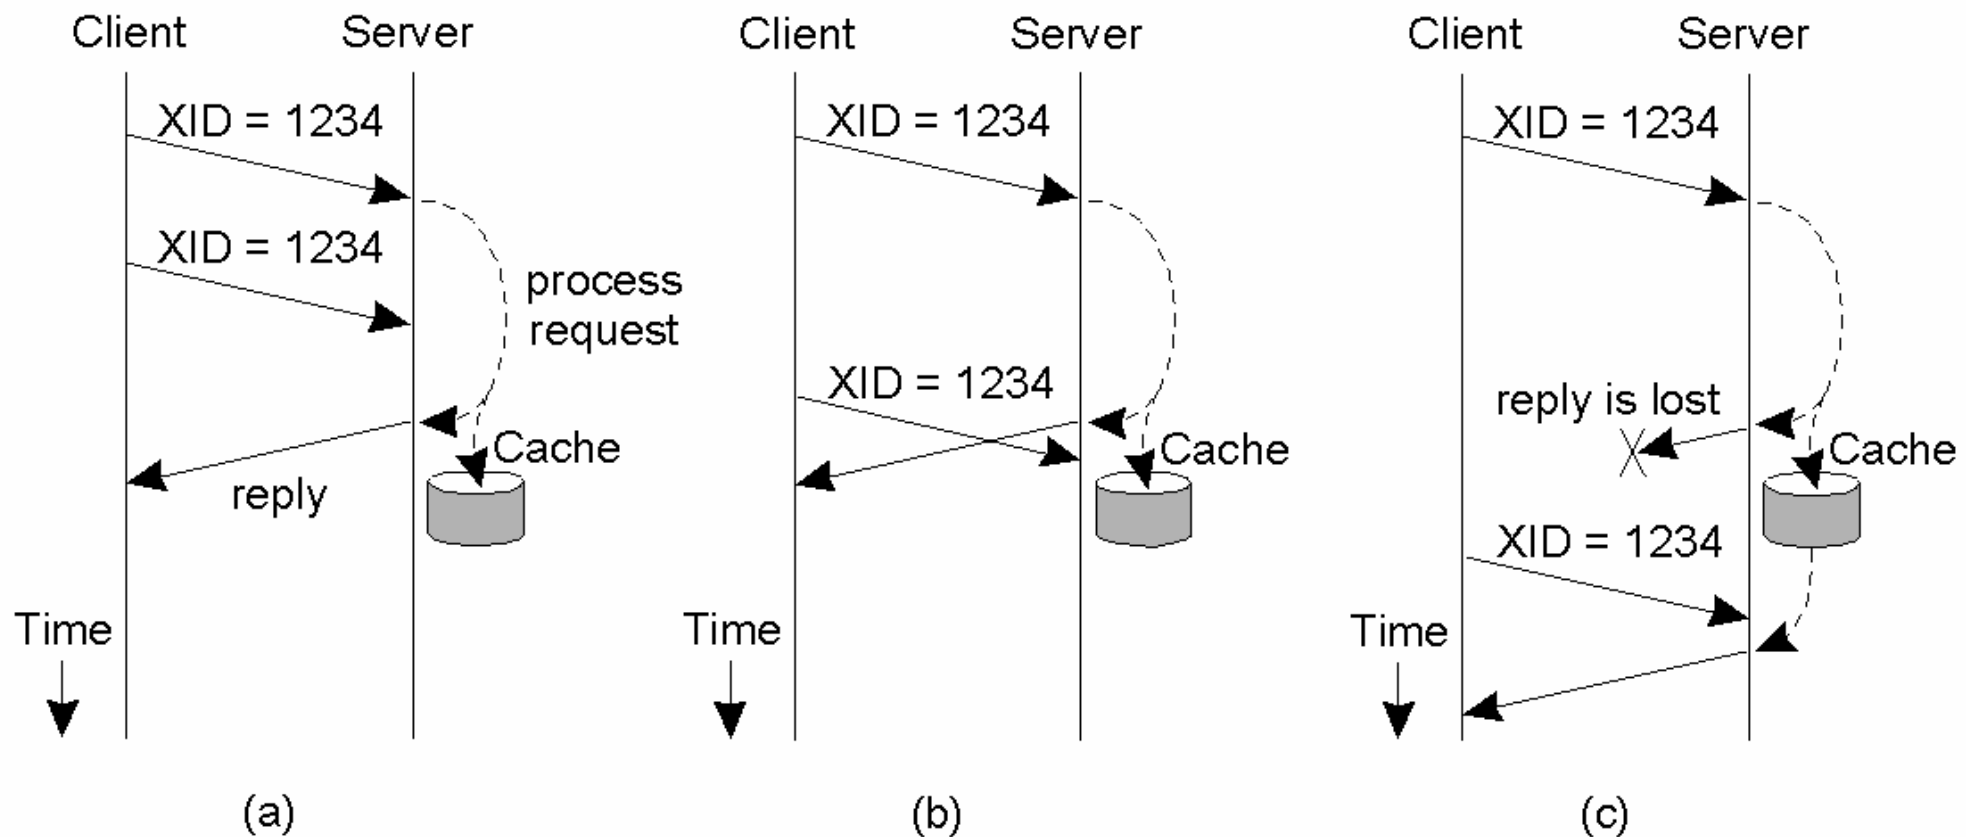 Client
Server
XID = 1234
XID = 1234
process
request
Cache
reply
Time
(a)
Client
Server
XID = 1234
XID = 1234
Cache
Time
(b)
Client
Server
XID = 1234
reply is lost
Cache
XID = 1234
Time
(c)